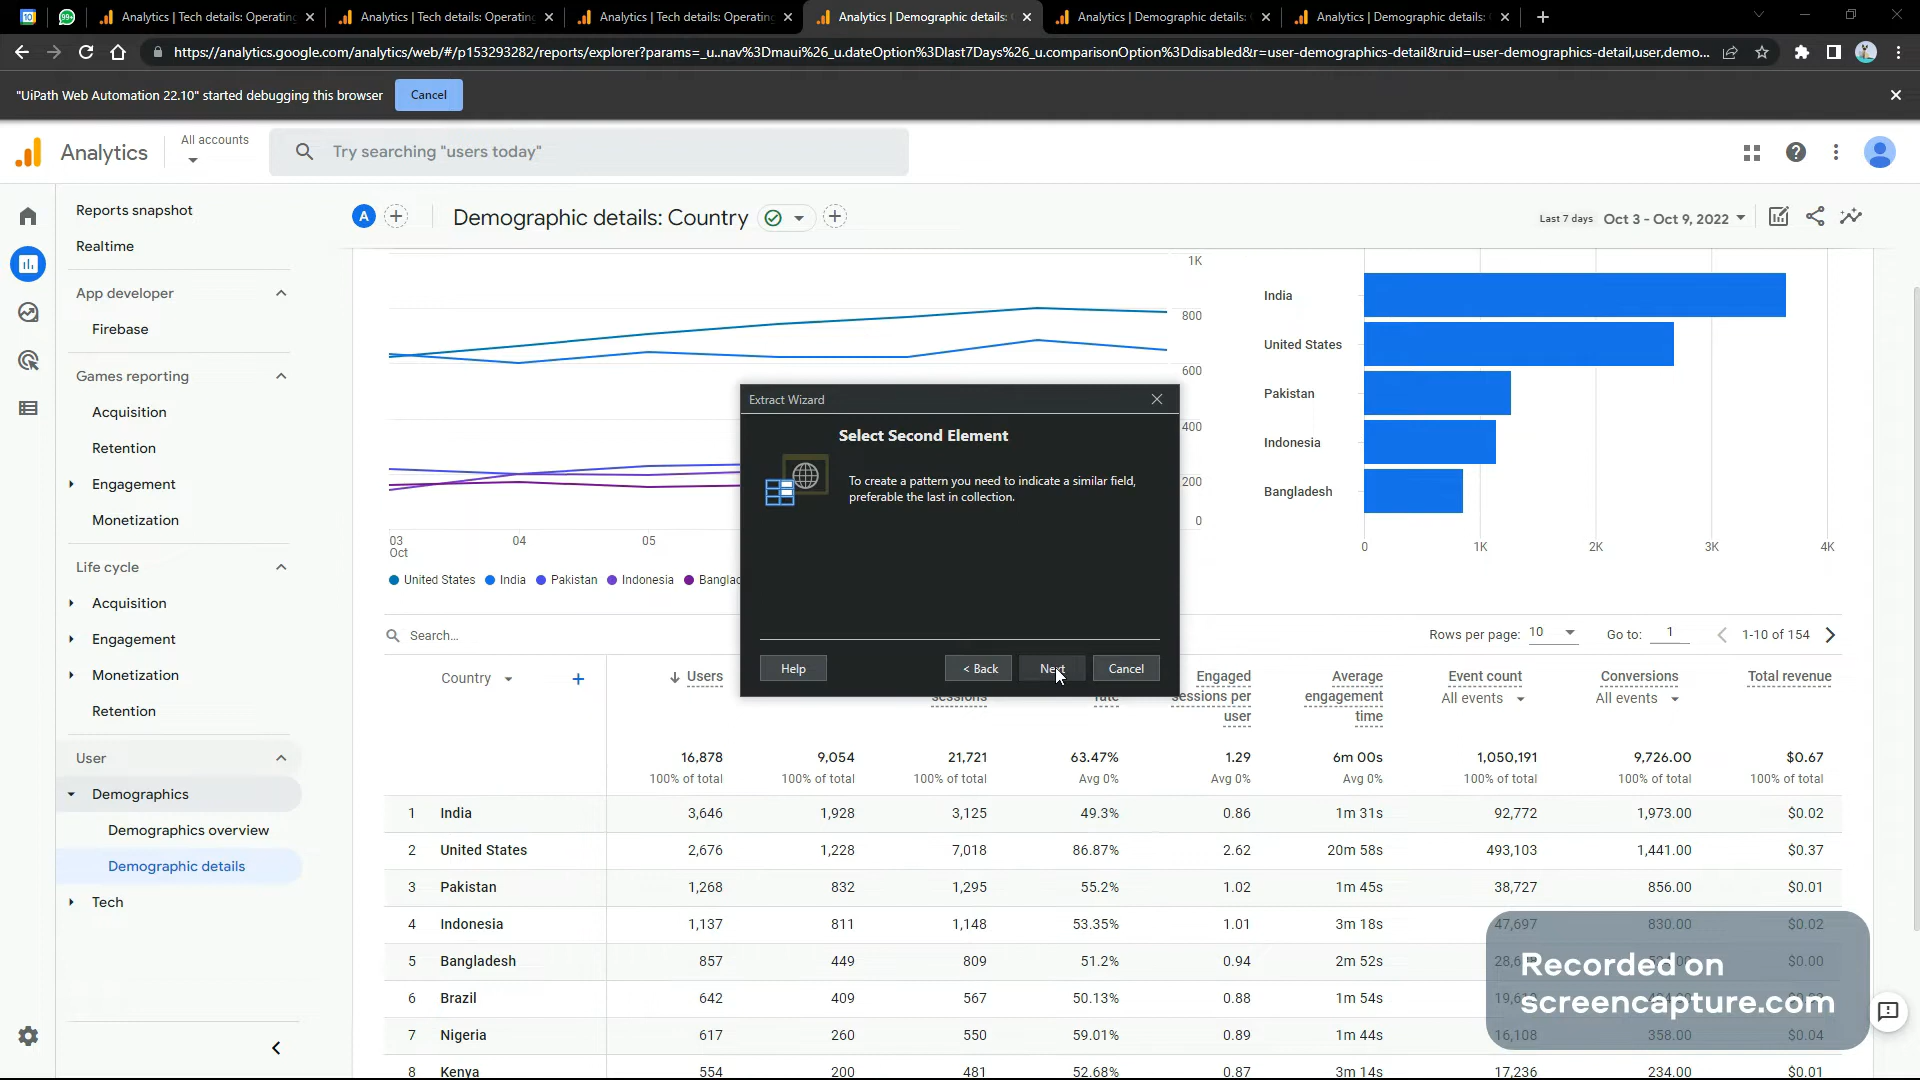 Analytics | Tech details: Operating
Analytics | Tech details: Operating
Analytics | Tech details: Operating
Analytics | Demographic details:
Analytics | Demographic details:
Analytics | Demographic details:
https://analytics.google.com/analytics/web/#/p153293282/reports/explorer?params=_u..nav%3Dmaui%26_u.dateOption%3Dlast7Days%26_u.comparisonOption%3Ddisabled&r=user-demographics-detail&ruid=user-demographics-detail,user,demo...
"UiPath Web Automation 22.10" started debugging this browser
Cancel
Analytics
All accounts
Try searching "users today"
Reports snapshot
Realtime
App developer
Firebase
Games reporting
Acquisition
Retention
Engagement
Monetization
Life cycle
Acquisition
Engagement
Monetization
Retention
User
Demographics
Demographics overview
Demographic details
Tech
A
Demographic details: Country
Last 7 days Oct 3 - Oct 9, 2022
1K
800
600
400
200
0
03
Oct
04
05
United States India Pakistan Indonesia Banglad
India
United States
Pakistan
Indonesia
Bangladesh
0 1K 2K 3K 4K
Extract Wizard
Select Second Element
To create a pattern you need to indicate a similar field,
preferable the last in collection.
Help < Back Next Cancel
Search...
Rows per page: 10 Go to: 1 1-10 of 154
Country
Users
sessions
rate
Engaged
sessions per
user
Average
engagement
time
Event count
All events
Conversions
All events
Total revenue
16,878 9,054 21,721 63.47% 1.29 6m 00s 1,050,191 9,726.00 $0.67
100% of total 100% of total 100% of total Avg 0% Avg 0% Avg 0% 100% of total 100% of total 100% of total
1 India 3,646 1,928 3,125 49.3% 0.86 1m 31s 92,772 1,973.00 $0.02
2 United States 2,676 1,228 7,018 86.87% 2.62 20m 58s 493,103 1,441.00 $0.37
3 Pakistan 1,268 832 1,295 55.2% 1.02 1m 45s 38,727 856.00 $0.01
4 Indonesia 1,137 811 1,148 53.35% 1.01 3m 18s 47,697 830.00 $0.02
5 Bangladesh 857 449 809 51.2% 0.94 2m 52s $0.00
6 Brazil 642 409 567 50.13% 0.88 1m 54s
7 Nigeria 617 260 550 59.01% 0.89 1m 44s 16,108 358.00 $0.04
8 Kenya 554 200 481 52.68% 0.87 3m 14s 17,236 234.00 $0.01
Recorded on
screencapture.com